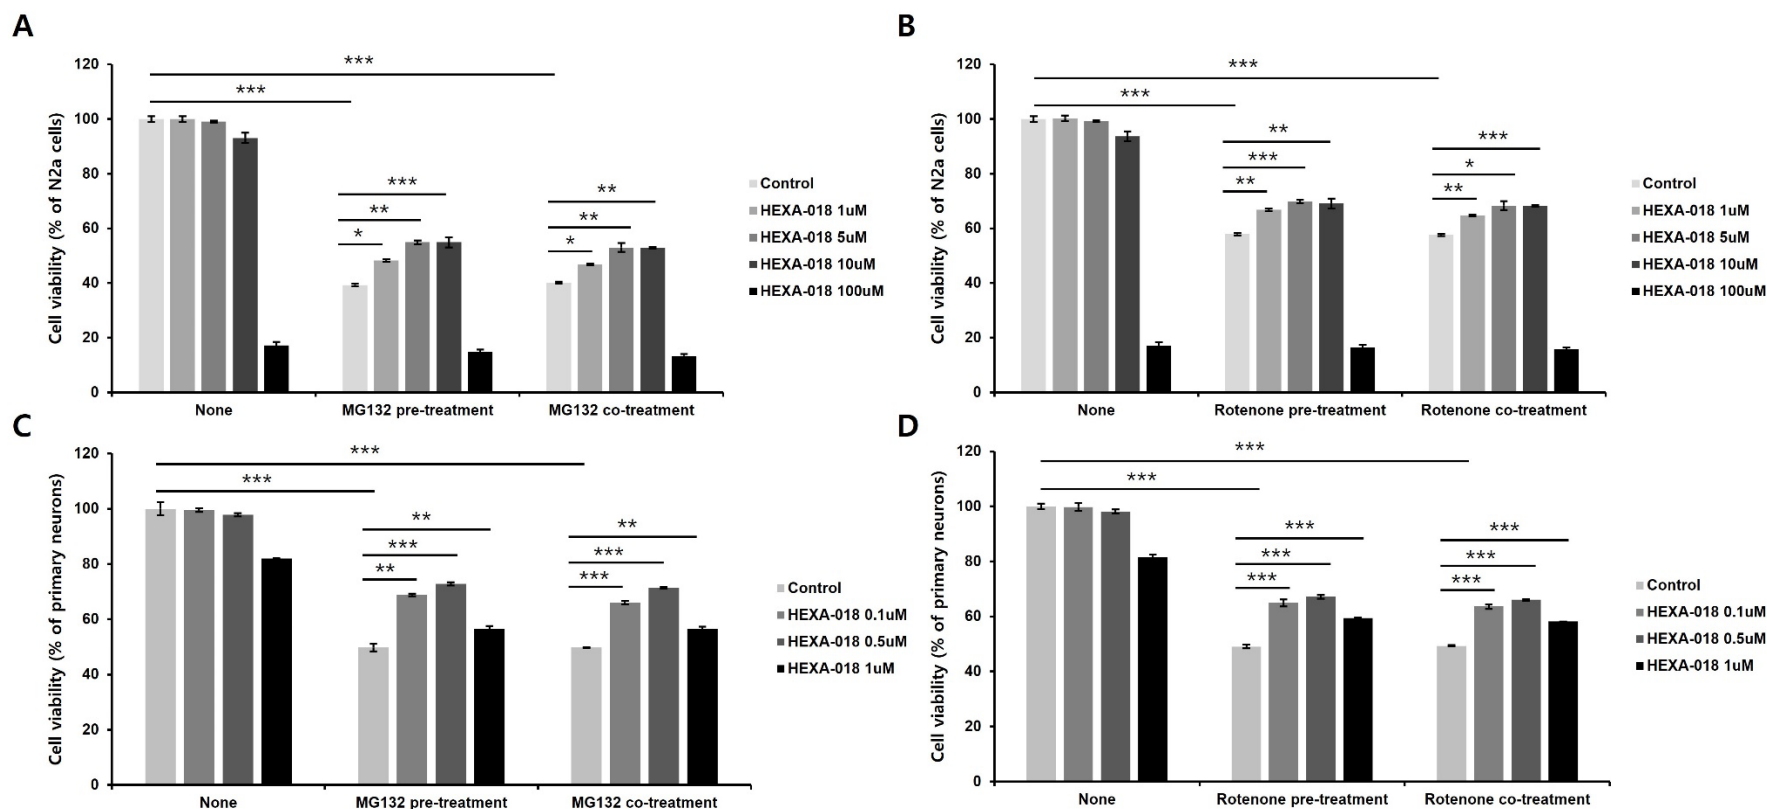 A
Cell viability (% of N2a cells)
120
100
80
60
40
20
0
***
***
***
**
*
**
**
*
None
MG132 pre-treatment
MG132 co-treatment
Control
HEXA-018 1uM
HEXA-018 5uM
HEXA-018 10uM
HEXA-018 100uM
B
Cell viability (% of N2a cells)
120
100
80
60
40
20
0
***
***
**
***
**
***
*
**
None
Rotenone pre-treatment
Rotenone co-treatment
Control
HEXA-018 1uM
HEXA-018 5uM
HEXA-018 10uM
HEXA-018 100uM
C
Cell viability (% of primary neurons)
120
100
80
60
40
20
0
***
***
**
***
**
**
***
***
None
MG132 pre-treatment
MG132 co-treatment
Control
HEXA-018 0.1uM
HEXA-018 0.5uM
HEXA-018 1uM
D
Cell viability (% of primary neurons)
120
100
80
60
40
20
0
***
***
***
***
***
***
***
***
None
Rotenone pre-treatment
Rotenone co-treatment
Control
HEXA-018 0.1uM
HEXA-018 0.5uM
HEXA-018 1uM